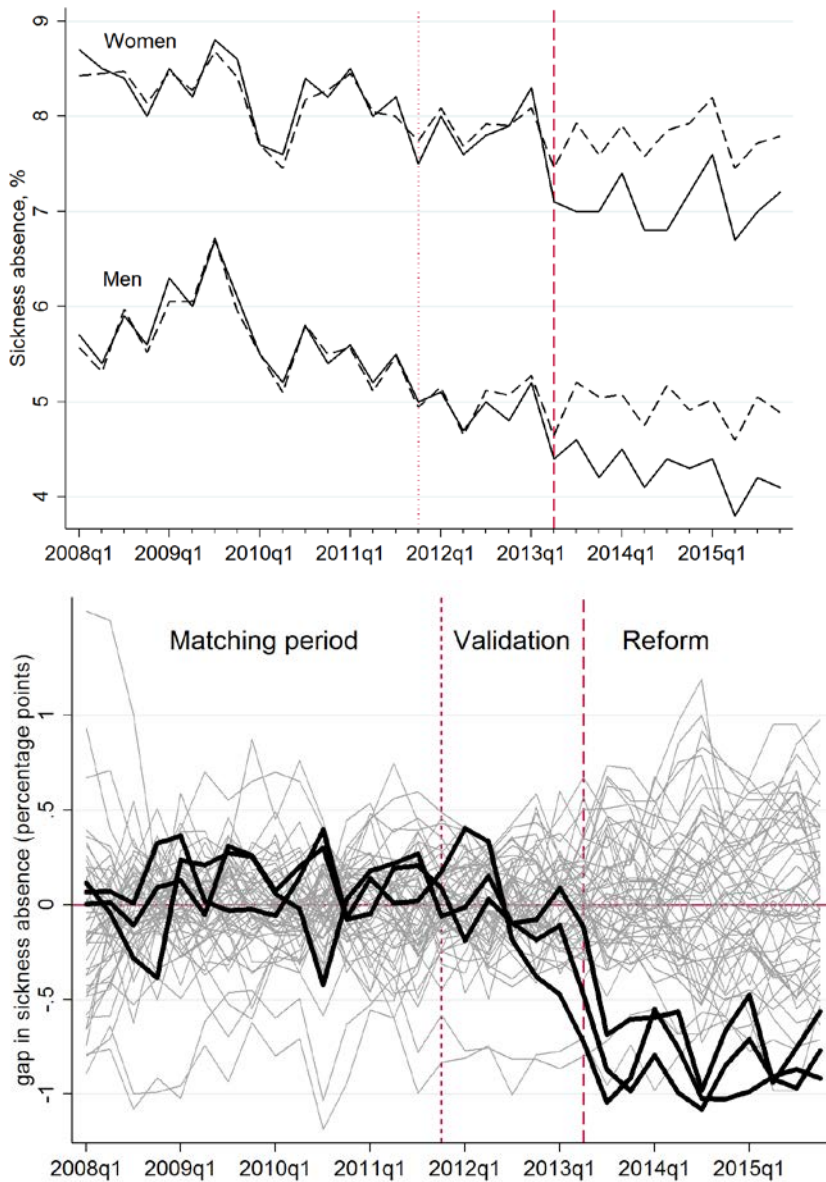 Sickness absence, %
9
8
7
6
5
4
Women
Men
2008q1 2009q1 2010q1 2011q1 2012q1 2013q1 2014q1 2015q1
gap in sickness absence (percentage points)
Matching period Validation Reform
1
.5
0
-.5
-1
2008q1 2009q1 2010q1 2011q1 2012q1 2013q1 2014q1 2015q1